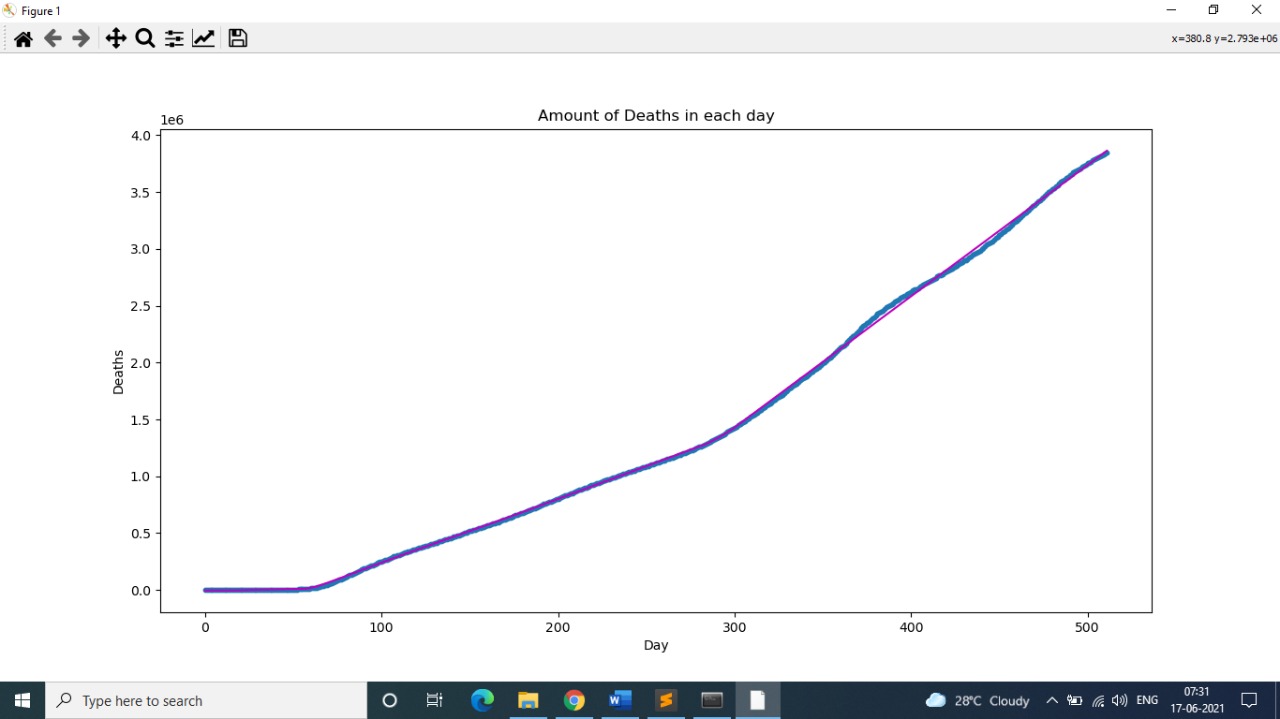 Figure 1
x=380.8 y=2.793e+06
Amount of Deaths in each day
1e6
4.0
3.5
3.0
2.5
2.0
1.5
1.0
0.5
0.0
Deaths
0 100 200 300 400 500
Day
Type here to search
28°C Cloudy
ENG
07:31
17-06-2021